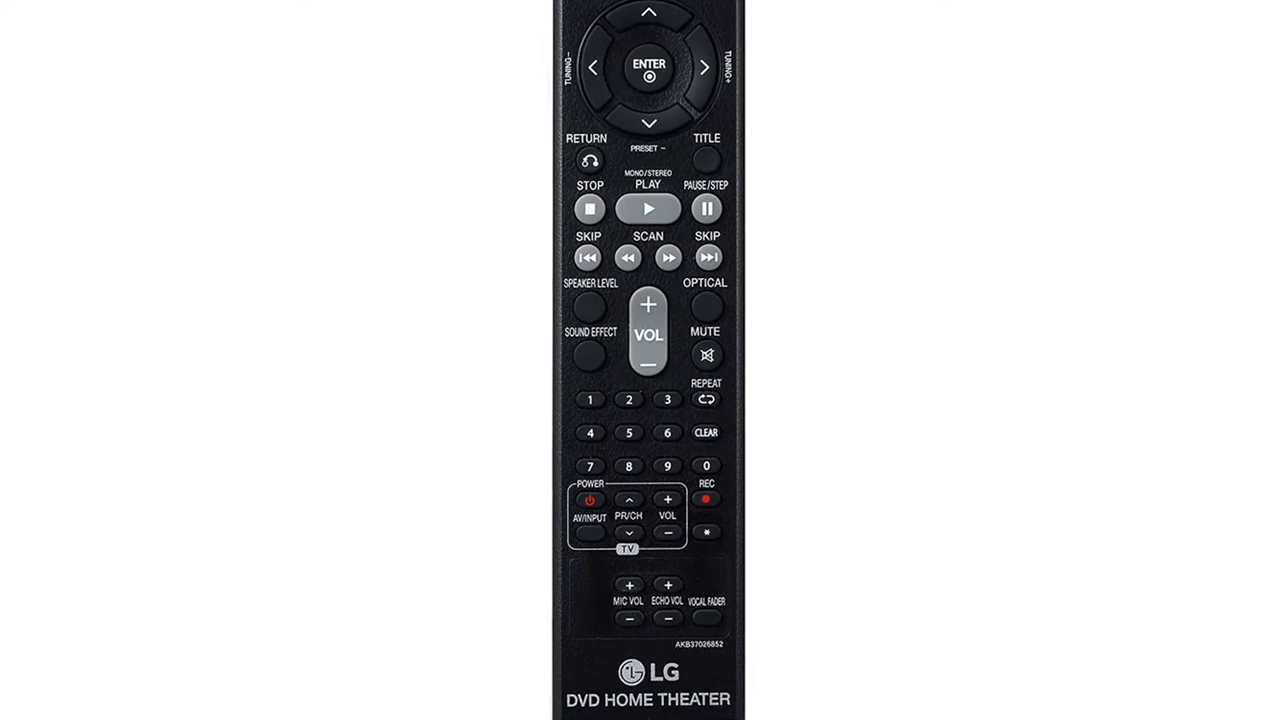 ENTER
TUNING-
TUNING+
RETURN
TITLE
PRESET -
MONO/STEREO
STOP
PLAY
PAUSE/STEP
SKIP
SCAN
SKIP
SPEAKER LEVEL
OPTICAL
+
VOL
-
SOUND EFFECT
MUTE
REPEAT
1 2 3
4 5 6 CLEAR
7 8 9 0
POWER
REC
+
AV/INPUT PR/CH VOL
- *
TV
+ +
MIC VOL ECHO VOL VOCAL FADER
- -
AKB37026852
LG
DVD HOME THEATER